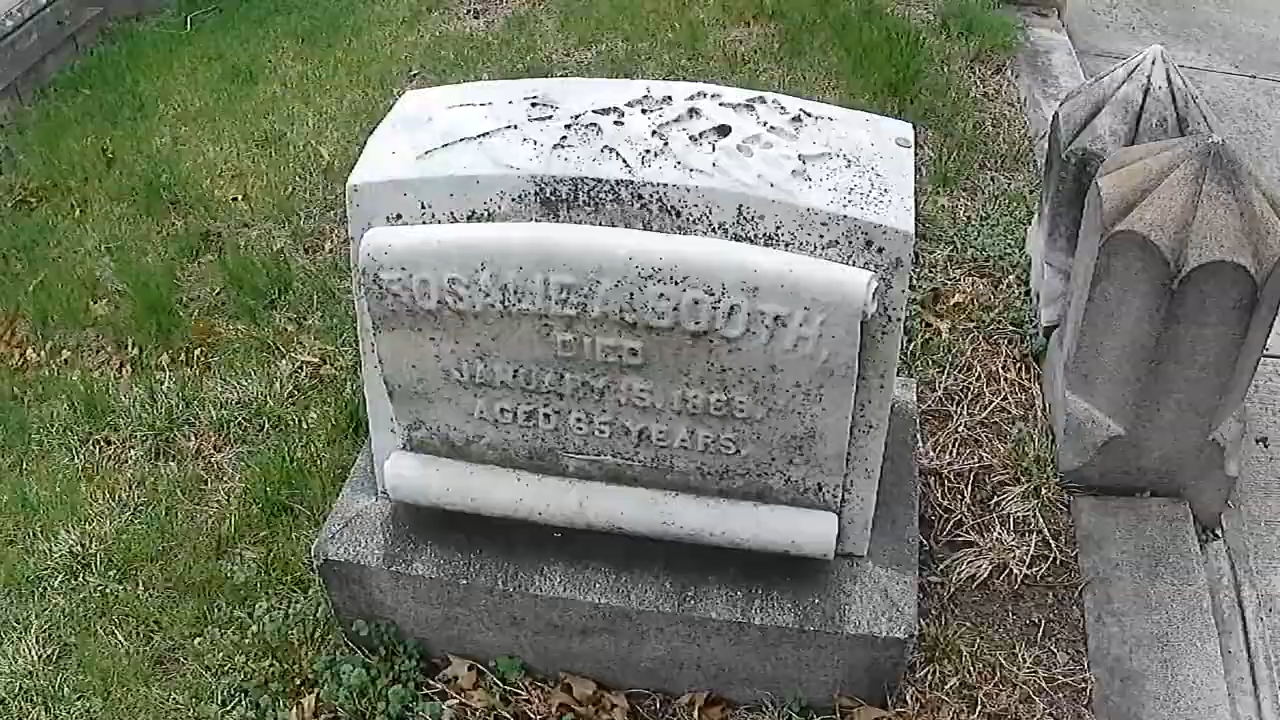 ROSALIE A. BOOTH,
DIED
JANUARY 15, 1889.
AGED 65 YEARS.